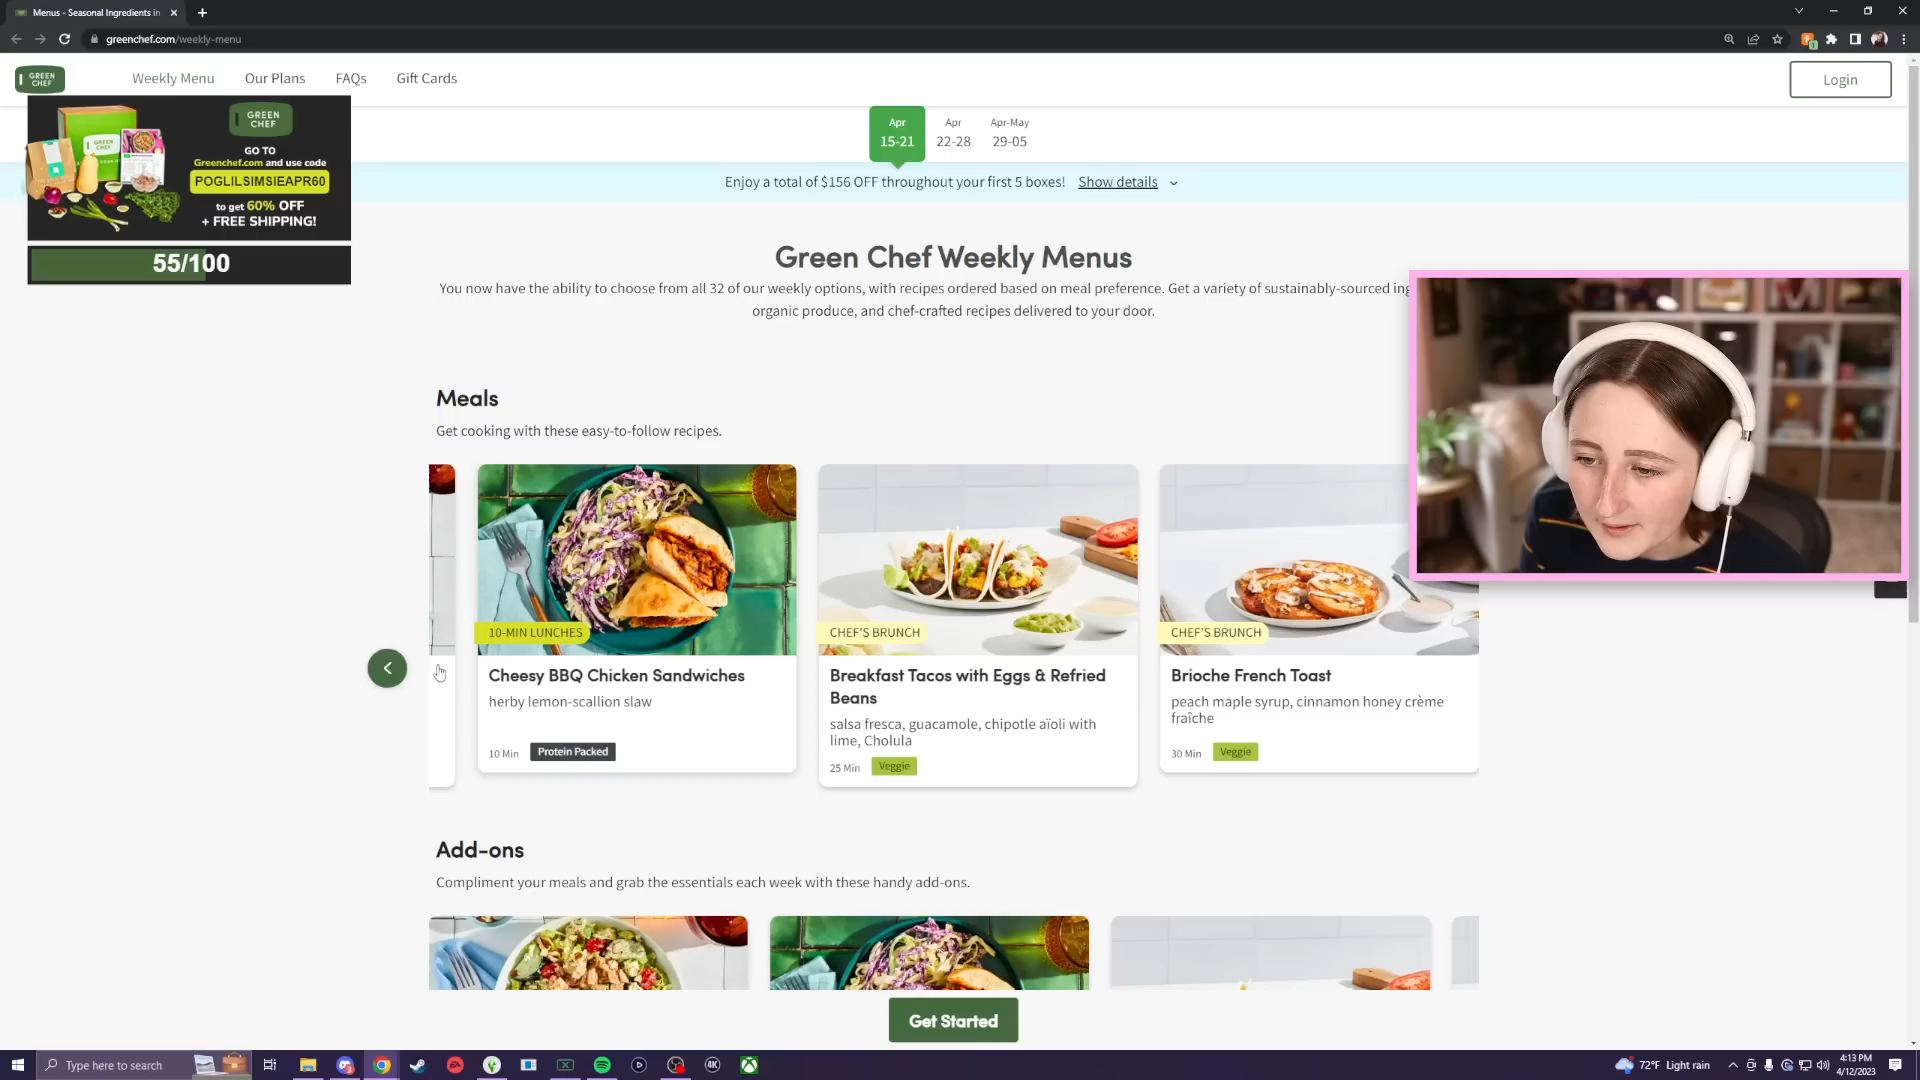 Menus - Seasonal Ingredients in
greenchef.com/weekly-menu
GREEN
CHEF
Weekly Menu
Our Plans
FAQs
Gift Cards
Login
GREEN
CHEF
GO TO
Greenchef.com and use code
POGLILSIMSIEAPR60
to get 60% OFF
+ FREE SHIPPING!
55/100
Apr
15-21
Apr
22-28
Apr-May
29-05
Enjoy a total of $156 OFF throughout your first 5 boxes! Show details
Green Chef Weekly Menus
You now have the ability to choose from all 32 of our weekly options, with recipes ordered based on meal preference. Get a variety of sustainably-sourced ing
organic produce, and chef-crafted recipes delivered to your door.
Meals
Get cooking with these easy-to-follow recipes.
10-MIN LUNCHES
Cheesy BBQ Chicken Sandwiches
herby lemon-scallion slaw
10 Min
Protein Packed
CHEF'S BRUNCH
Breakfast Tacos with Eggs & Refried
Beans
salsa fresca, guacamole, chipotle aïoli with
lime, Cholula
25 Min
Veggie
CHEF'S BRUNCH
Brioche French Toast
peach maple syrup, cinnamon honey crème
fraîche
30 Min
Veggie
Add-ons
Compliment your meals and grab the essentials each week with these handy add-ons.
Get Started
Type here to search
4K
72°F Light rain
4:13 PM
4/12/2023